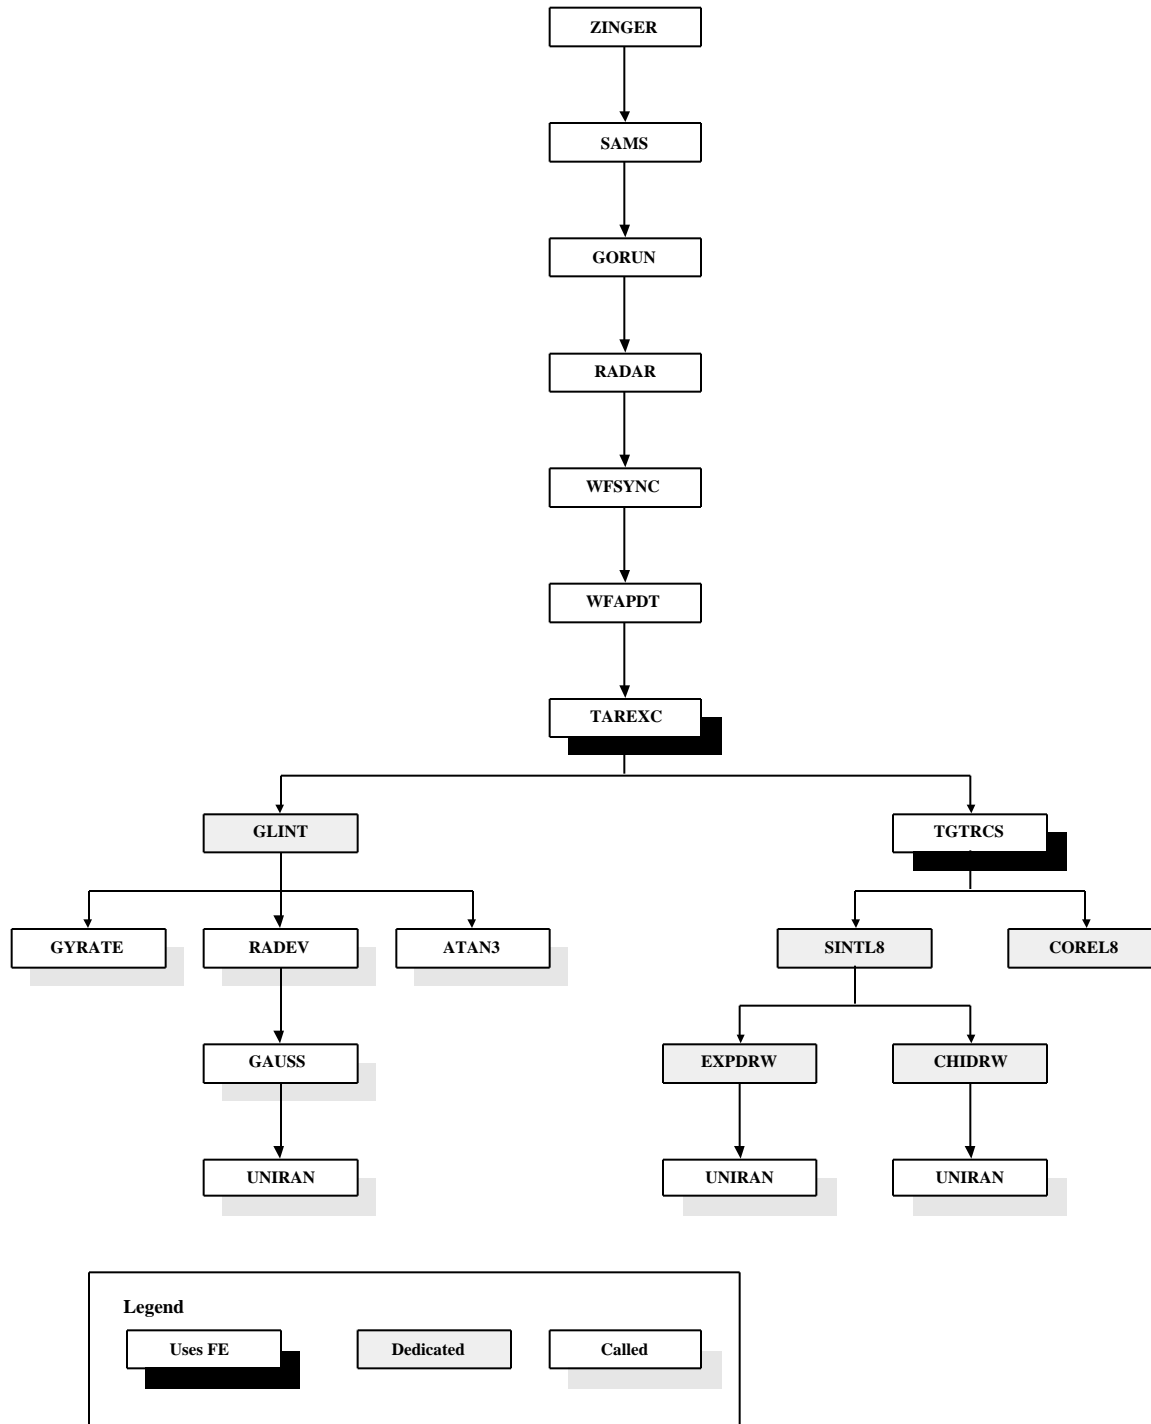 ZINGER
SAMS
GORUN
RADAR
WFSYNC
WFAPDT
TAREXC
GLINT
TGTRCS
GYRATE
RADEV
ATAN3
SINTL8
COREL8
GAUSS
EXPDRW
CHIDRW
UNIRAN
UNIRAN
UNIRAN
Legend
Uses FE
Dedicated
Called